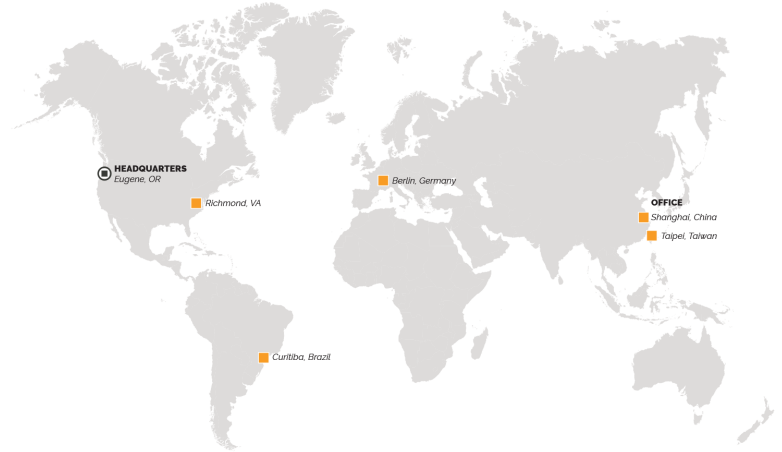 HEADQUARTERS
Eugene, OR
Richmond, VA
Berlin, Germany
OFFICE
Shanghai, China
Taipei, Taiwan
Curitiba, Brazil